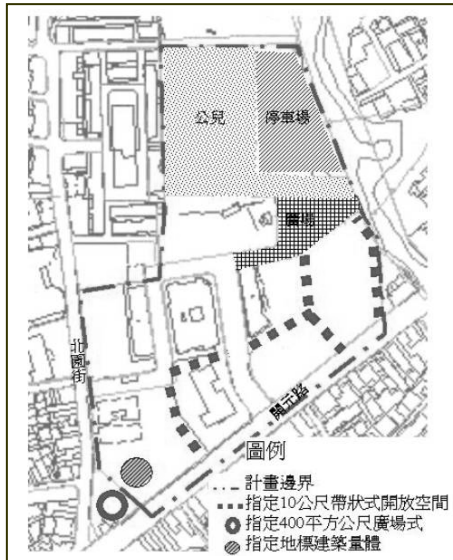 公兒
停車場
廣場
北園街
開元路
圖例
計畫邊界
指定10公尺帶狀式開放空間
指定400平方公尺廣場式
指定地標建築量體